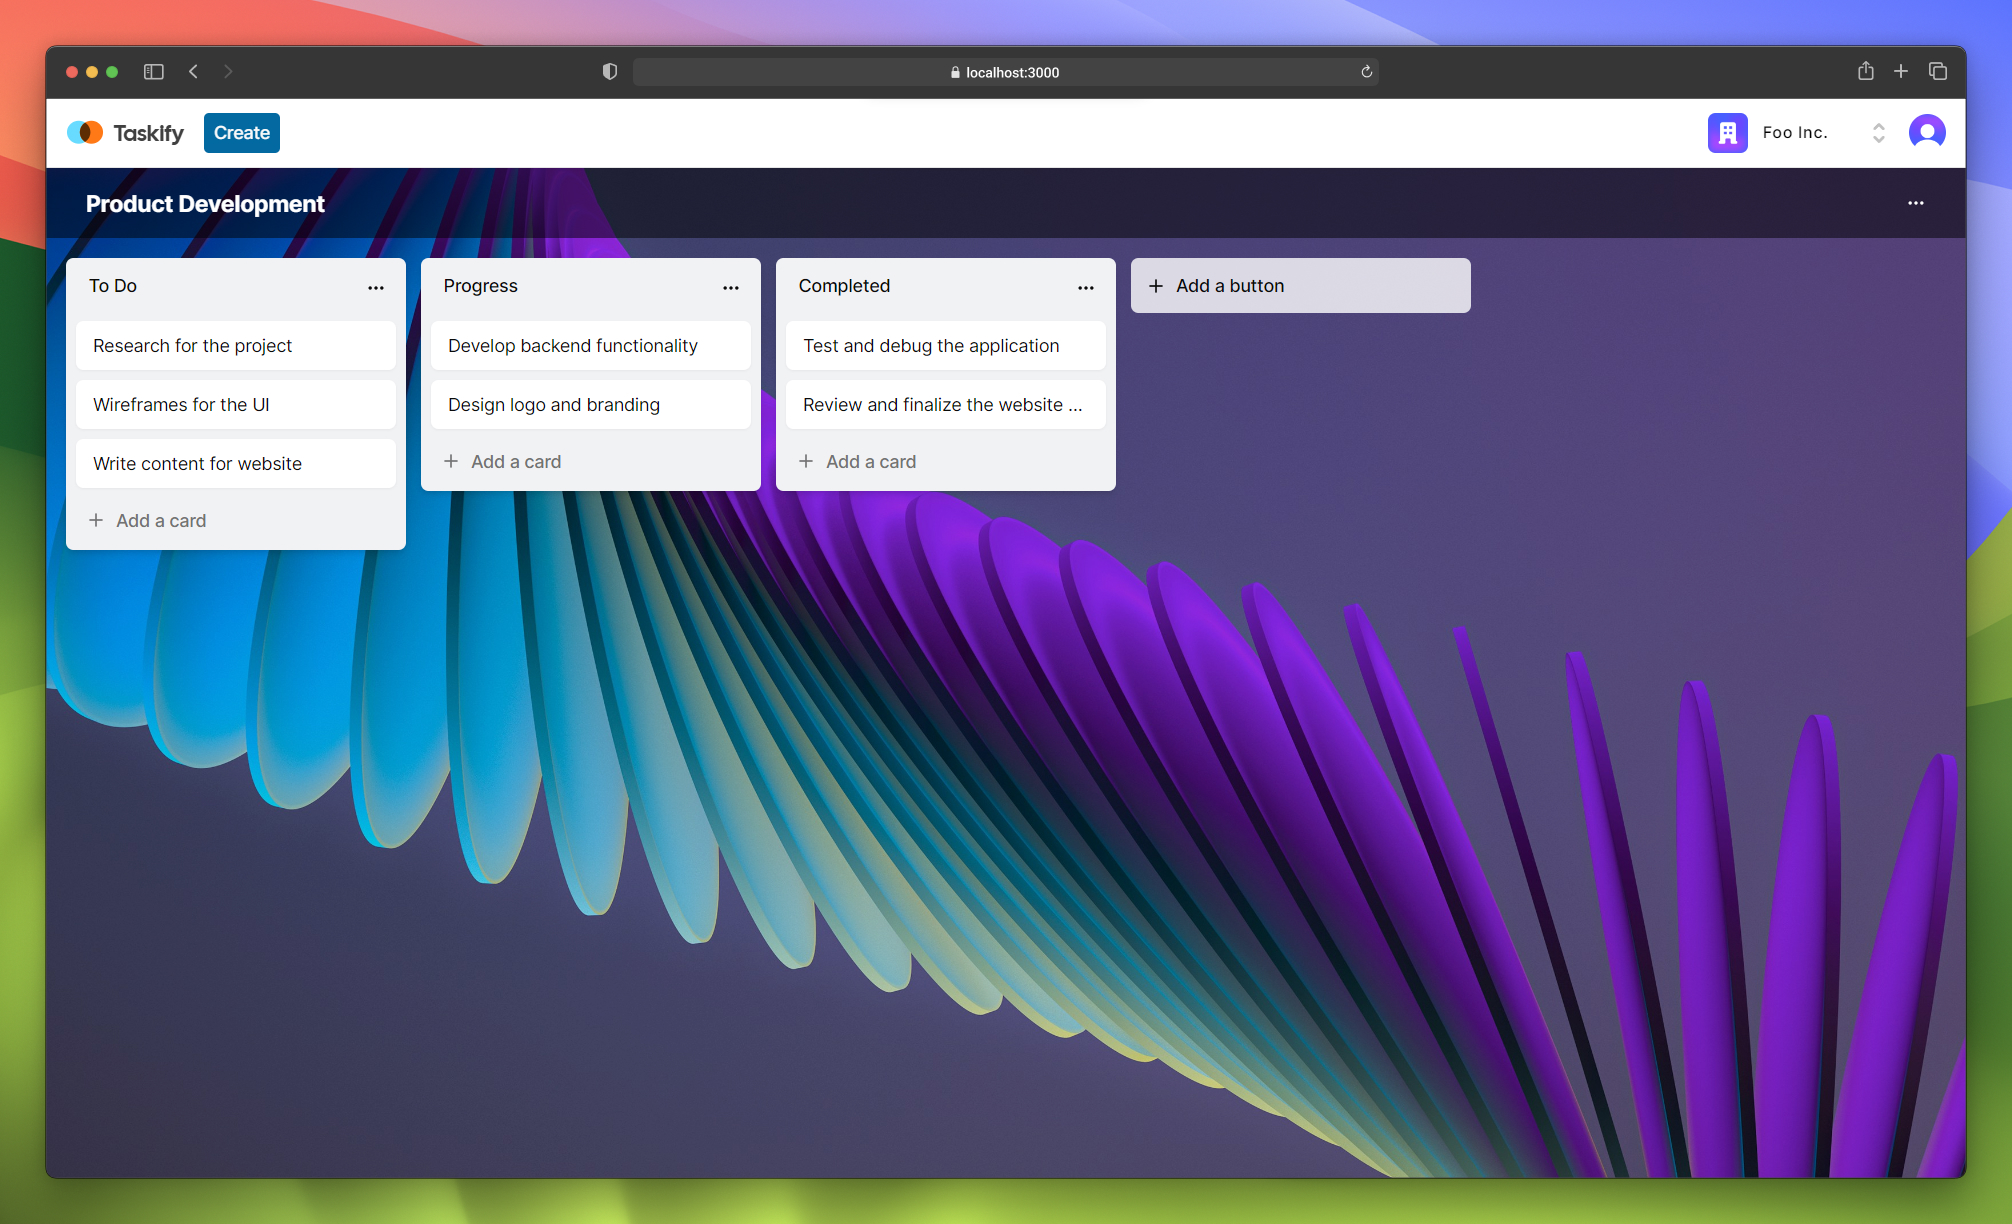 localhost:3000
Taskify
Create
Foo Inc.
Product Development
To Do
Research for the project
Wireframes for the UI
Write content for website
+ Add a card
Progress
Develop backend functionality
Design logo and branding
+ Add a card
Completed
Test and debug the application
Review and finalize the website ...
+ Add a card
+ Add a button